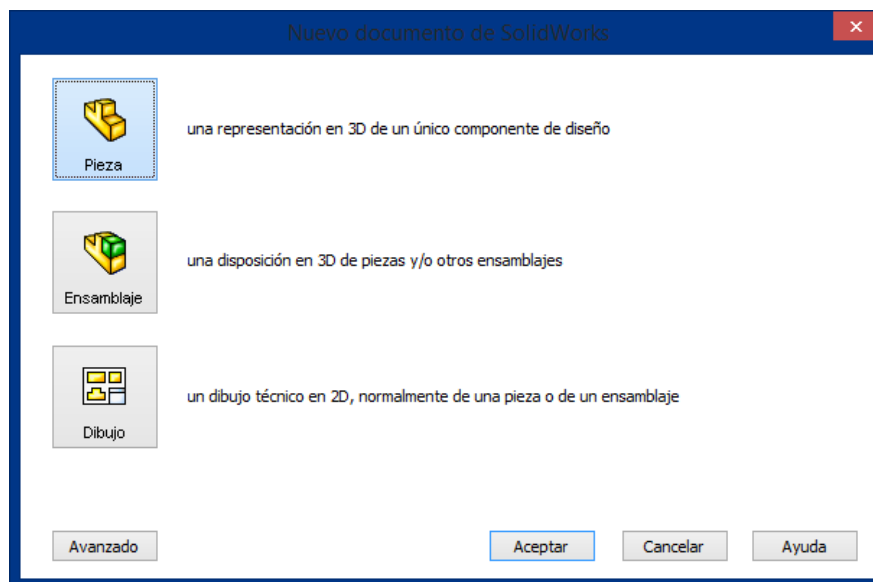 Nuevo documento de SolidWorks
Pieza
una representación en 3D de un único componente de diseño
Ensamblaje
una disposición en 3D de piezas y/o otros ensamblajes
Dibujo
un dibujo técnico en 2D, normalmente de una pieza o de un ensamblaje
Avanzado
Aceptar
Cancelar
Ayuda